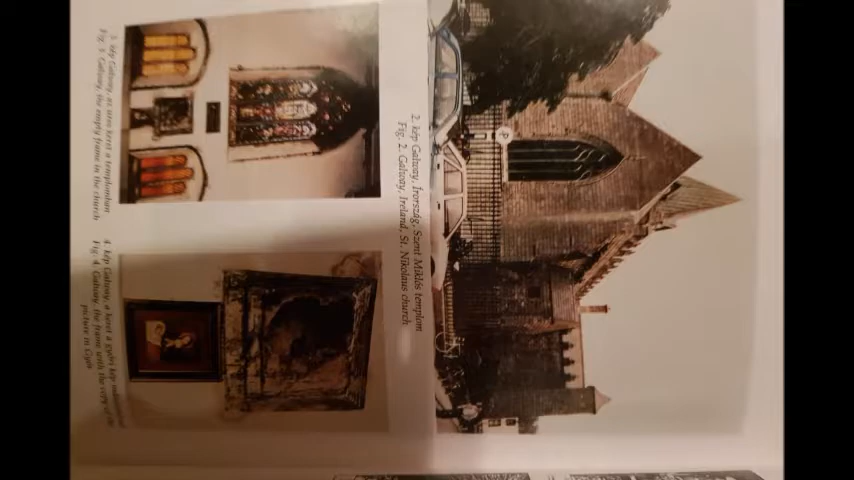 2. kép Galway, Írország, Szent Miklós templom
Fig. 2. Galway, Ireland, St. Nikolaus church
3. kép Galway, az üres keret a templomban
Fig. 3. Galway, the empty frame in the church
4. kép Galway, a keret a győri kép
Fig. 4. Galway, the frame with the copy of the
picture in Győr
P